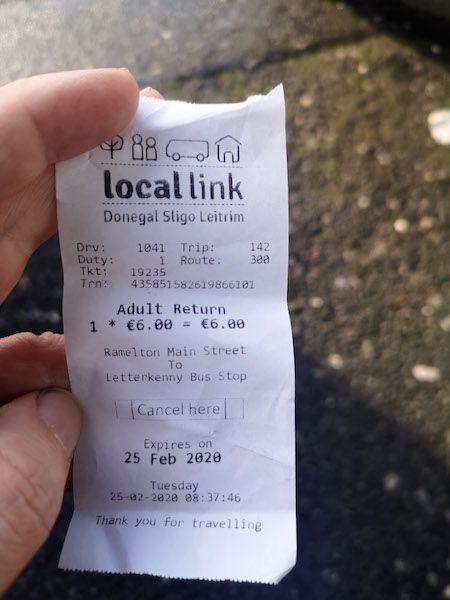 local link
Donegal Sligo Leitrim
Drv: 1041 Trip: 142
Duty: 1 Route: 300
Tkt: 19235
Trn: 435851582619866101
Adult Return
1 * €6.00 = €6.00
Ramelton Main Street
To
Letterkenny Bus Stop
Cancel here
Expires on
25 Feb 2020
Tuesday
25-02-2020 08:37:46
Thank you for travelling